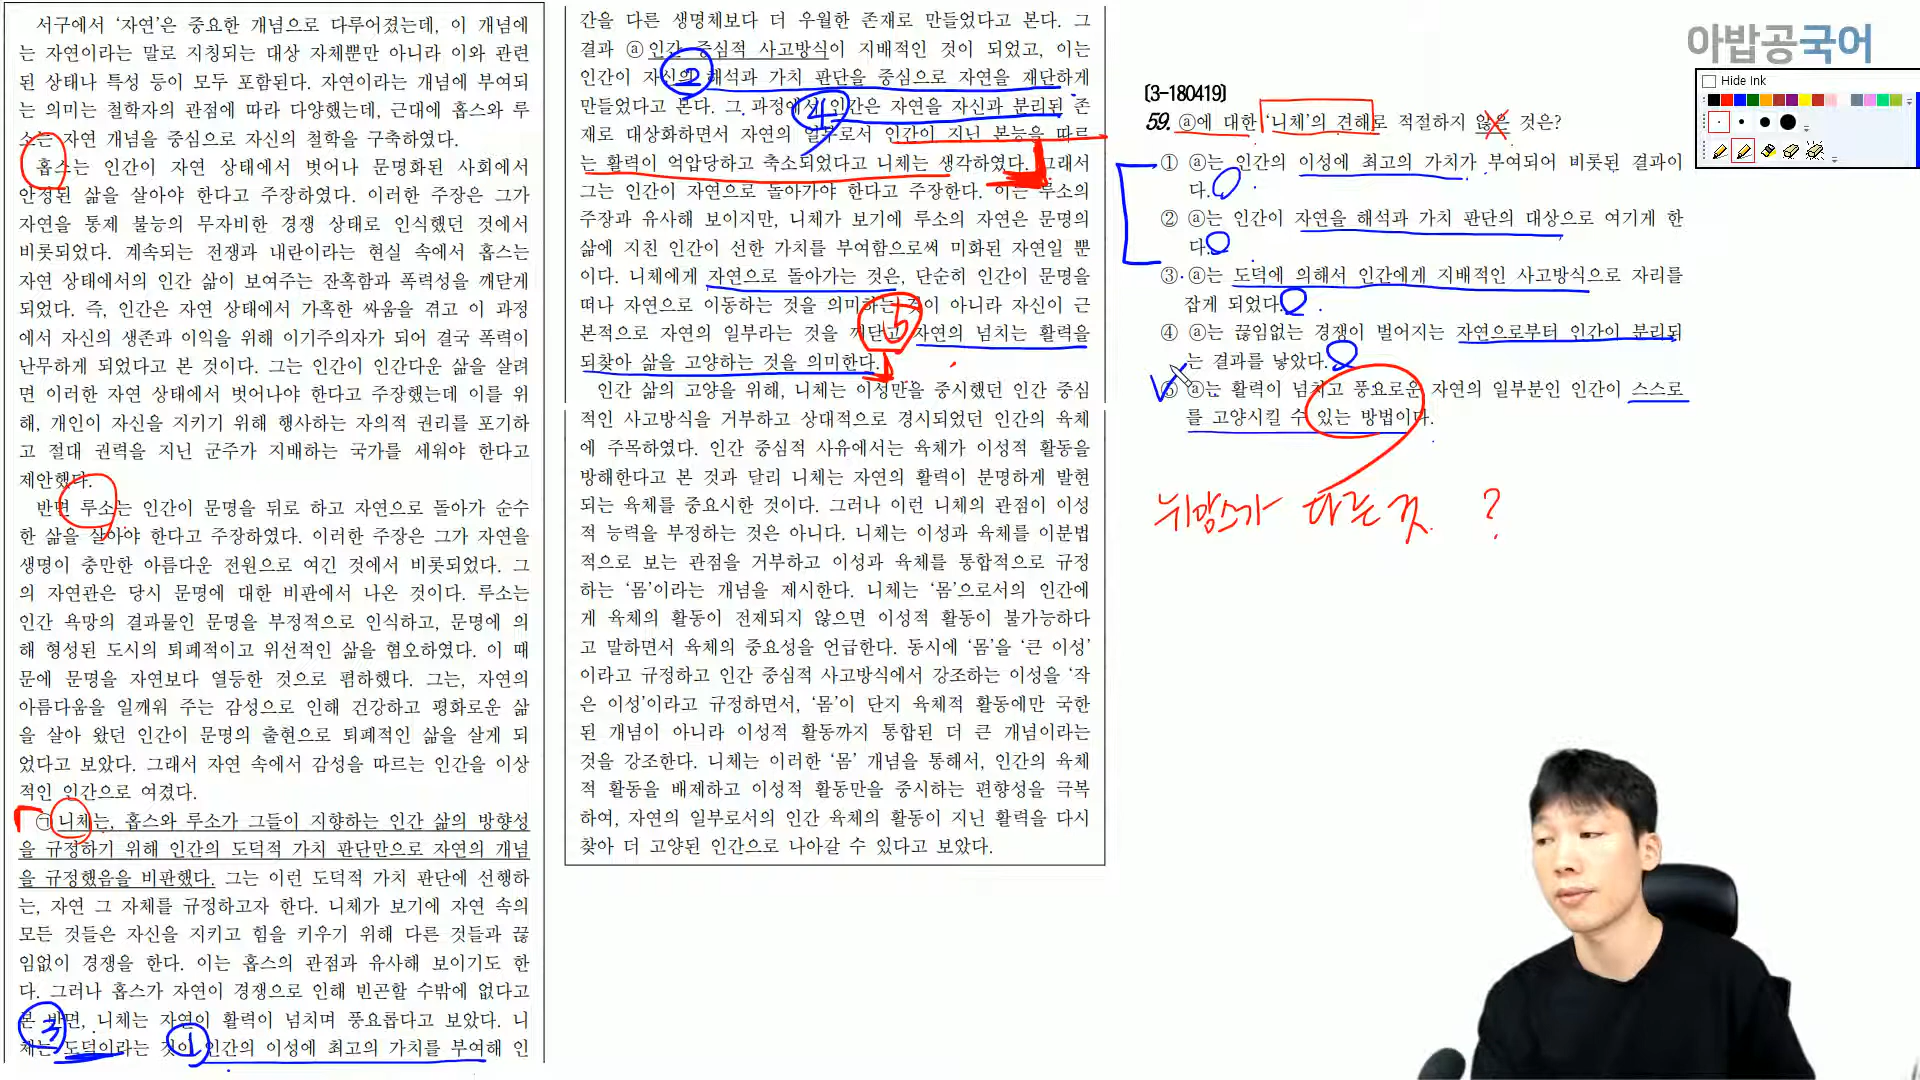 서구에서 ‘자연’은 중요한 개념으로 다루어졌는데, 이 개념에
는 자연이라는 말로 지칭되는 대상 자체뿐만 아니라 이와 관련
된 상태나 특성 등이 모두 포함된다. 자연이라는 개념에 부여되
는 의미는 철학자의 관점에 따라 다양했는데, 근대에 홉스와 루
소는 자연 개념을 중심으로 자신의 철학을 구축하였다.
홉스는 인간이 자연 상태에서 벗어나 문명화된 사회에서
안정된 삶을 살아야 한다고 주장하였다. 이러한 주장은 그가
자연을 통제 불능의 무자비한 경쟁 상태로 인식했던 것에서
비롯되었다. 계속되는 전쟁과 내란이라는 현실 속에서 홉스는
자연 상태에서의 인간 삶이 보여주는 잔혹함과 폭력성을 깨닫게
되었다. 즉, 인간은 자연 상태에서 가혹한 싸움을 겪고 이 과정
에서 자신의 생존과 이익을 위해 이기주의자가 되어 결국 폭력이
난무하게 되었다고 본 것이다. 그는 인간이 인간다운 삶을 살려
면 이러한 자연 상태에서 벗어나야 한다고 주장했는데 이를 위
해, 개인이 자신을 지키기 위해 행사하는 자의적 권리를 포기하
고 절대 권력을 지닌 군주가 지배하는 국가를 세워야 한다고
제안했다.
반면 루소는 인간이 문명을 뒤로 하고 자연으로 돌아가 순수
한 삶을 살아야 한다고 주장하였다. 이러한 주장은 그가 자연을
생명이 충만한 아름다운 전원으로 여긴 것에서 비롯되었다. 그
의 자연관은 당시 문명에 대한 비판에서 나온 것이다. 루소는
인간 욕망의 결과물인 문명을 부정적으로 인식하고, 문명에 의
해 형성된 도시의 퇴폐적이고 위선적인 삶을 혐오하였다. 이 때
문에 문명을 자연보다 열등한 것으로 폄하했다. 그는, 자연의
아름다움을 일깨워 주는 감성으로 인해 건강하고 평화로운 삶
을 살아 왔던 인간이 문명의 출현으로 퇴폐적인 삶을 살게 되
었다고 보았다. 그래서 자연 속에서 감성을 따르는 인간을 이상
적인 인간으로 여겼다.
㉠ 니체는, 홉스와 루소가 그들이 지향하는 인간 삶의 방향성
을 규정하기 위해 인간의 도덕적 가치 판단만으로 자연의 개념
을 규정했음을 비판했다. 그는 이런 도덕적 가치 판단에 선행하
는, 자연 그 자체를 규정하고자 한다. 니체가 보기에 자연 속의
모든 것들은 자신을 지키고 힘을 키우기 위해 다른 것들과 끊
임없이 경쟁을 한다. 이는 홉스의 관점과 유사해 보이기도 한
다. 그러나 홉스가 자연이 경쟁으로 인해 빈곤할 수밖에 없다고
본 반면, 니체는 자연이 활력이 넘치며 풍요롭다고 보았다. 니
체는 도덕이라는 것이 인간의 이성에 최고의 가치를 부여해 인
③
①
간을 다른 생명체보다 더 우월한 존재로 만들었다고 본다. 그
결과 ⓐ 인간 중심적 사고방식이 지배적인 것이 되었고, 이는
인간이 자신의 해석과 가치 판단을 중심으로 자연을 재단하게
②
만들었다고 본다. 그 과정에서 인간은 자연을 자신과 분리된 존
④
재로 대상화하면서 자연의 일부로서 인간이 지닌 본능을 따르
는 활력이 억압당하고 축소되었다고 니체는 생각하였다. 그래서
그는 인간이 자연으로 돌아가야 한다고 주장한다. 이는 루소의
주장과 유사해 보이지만, 니체가 보기에 루소의 자연은 문명의
삶에 지친 인간이 선한 가치를 부여함으로써 미화된 자연일 뿐
이다. 니체에게 자연으로 돌아가는 것은, 단순히 인간이 문명을
떠나 자연으로 이동하는 것을 의미하는 것이 아니라 자신이 근
본적으로 자연의 일부라는 것을 깨닫고 자연의 넘치는 활력을
⑤
되찾아 삶을 고양하는 것을 의미한다.
인간 삶의 고양을 위해, 니체는 이성만을 중시했던 인간 중심
적인 사고방식을 거부하고 상대적으로 경시되었던 인간의 육체
에 주목하였다. 인간 중심적 사유에서는 육체가 이성적 활동을
방해한다고 본 것과 달리 니체는 자연의 활력이 분명하게 발현
되는 육체를 중요시한 것이다. 그러나 이런 니체의 관점이 이성
적 능력을 부정하는 것은 아니다. 니체는 이성과 육체를 이분법
적으로 보는 관점을 거부하고 이성과 육체를 통합적으로 규정
하는 ‘몸’이라는 개념을 제시한다. 니체는 ‘몸’으로서의 인간에
게 육체의 활동이 전제되지 않으면 이성적 활동이 불가능하다
고 말하면서 육체의 중요성을 언급한다. 동시에 ‘몸’을 ‘큰 이성’
이라고 규정하고 인간 중심적 사고방식에서 강조하는 이성을 ‘작
은 이성’이라고 규정하면서, ‘몸’이 단지 육체적 활동에만 국한
된 개념이 아니라 이성적 활동까지 통합된 더 큰 개념이라는
것을 강조한다. 니체는 이러한 ‘몸’ 개념을 통해서, 인간의 육체
적 활동을 배제하고 이성적 활동만을 중시하는 편향성을 극복
하여, 자연의 일부로서의 인간 육체의 활동이 지닌 활력을 다시
찾아 더 고양된 인간으로 나아갈 수 있다고 보았다.
아밥공국어
Hide Ink
[3-180419]
59. ⓐ에 대한 ‘니체’의 견해로 적절하지 않은 것은?
① ⓐ는 인간의 이성에 최고의 가치가 부여되어 비롯된 결과이
다.
② ⓐ는 인간이 자연을 해석과 가치 판단의 대상으로 여기게 한
다.
③ ⓐ는 도덕에 의해서 인간에게 지배적인 사고방식으로 자리를
잡게 되었다.
④ ⓐ는 끊임없는 경쟁이 벌어지는 자연으로부터 인간이 분리되
는 결과를 낳았다.
⑤ ⓐ는 활력이 넘치고 풍요로운 자연의 일부분인 인간이 스스로
를 고양시킬 수 있는 방법이다.
뉘앙스가 다른 것 ?